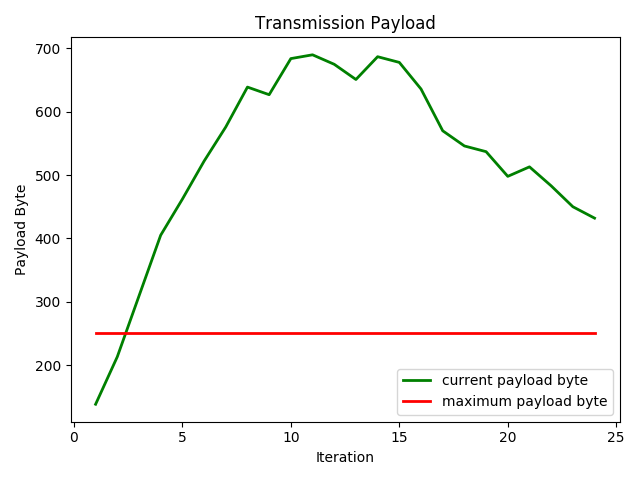 Transmission Payload
Payload Byte
700
600
500
400
300
200
0
5
10
15
20
25
Iteration
current payload byte
maximum payload byte